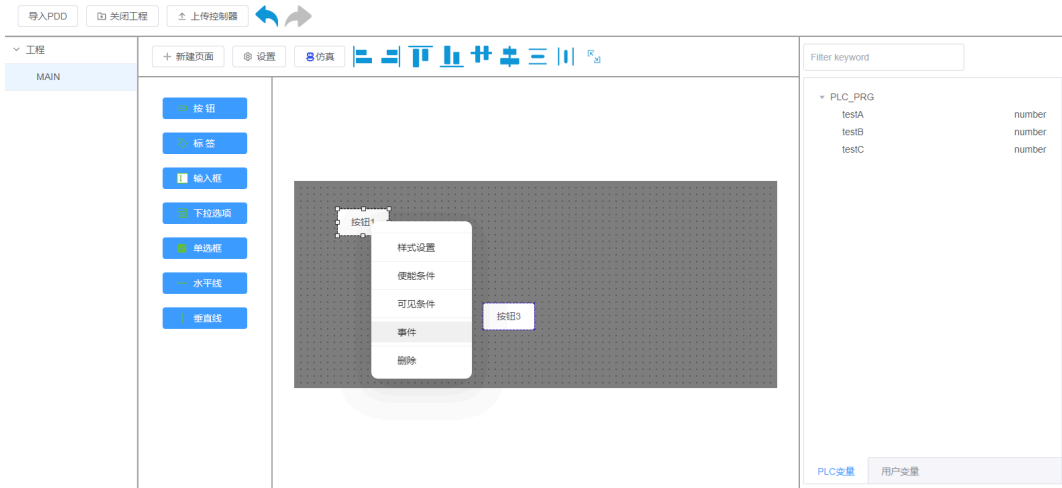 导入PDD
关闭工程
上传控制器
工程
MAIN
新建页面
设置
仿真
Filter keyword
按钮
标签
输入框
下拉选项
单选框
水平线
垂直线
按钮1
样式设置
使能条件
可见条件
事件
删除
按钮3
PLC_PRG
testA number
testB number
testC number
PLC变量
用户变量